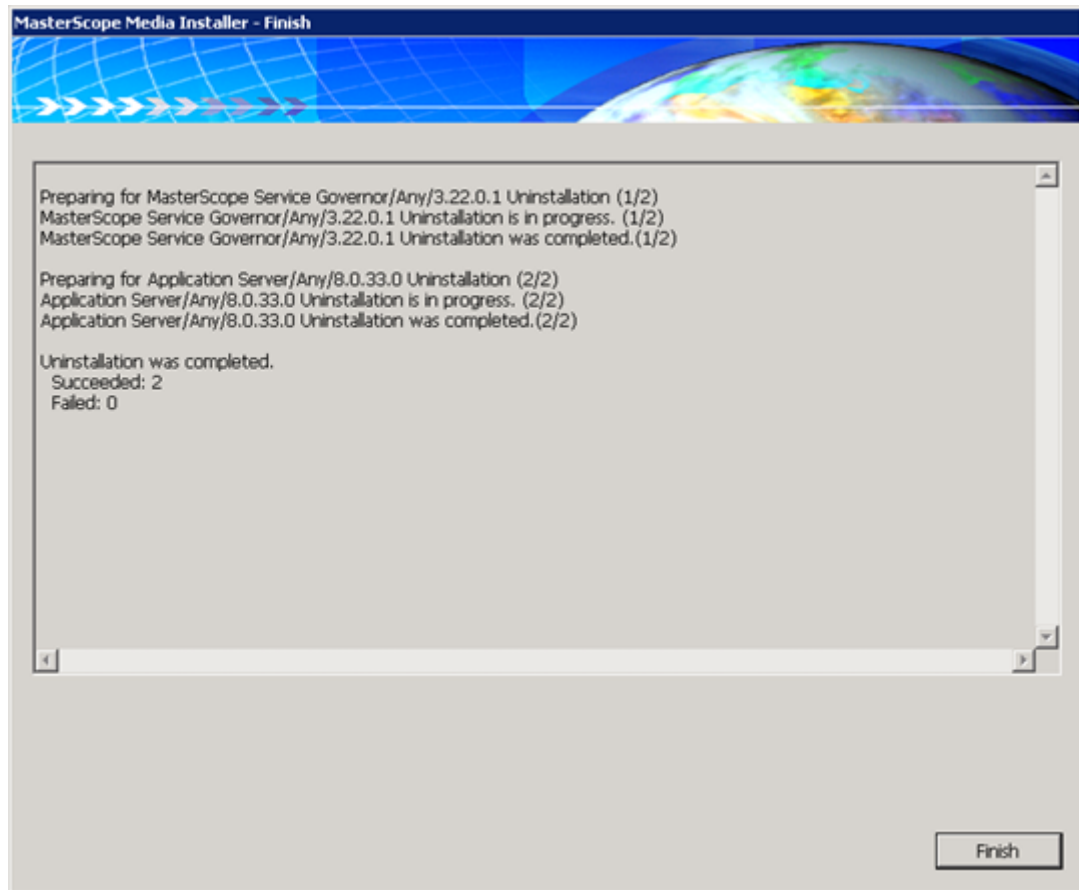 MasterScope Media Installer - Finish
Preparing for MasterScope Service Governor/Any/3.22.0.1 Uninstallation (1/2)
MasterScope Service Governor/Any/3.22.0.1 Uninstallation is in progress. (1/2)
MasterScope Service Governor/Any/3.22.0.1 Uninstallation was completed.(1/2)
Preparing for Application Server/Any/8.0.33.0 Uninstallation (2/2)
Application Server/Any/8.0.33.0 Uninstallation is in progress. (2/2)
Application Server/Any/8.0.33.0 Uninstallation was completed.(2/2)
Uninstallation was completed.
Succeeded: 2
Failed: 0
Finish